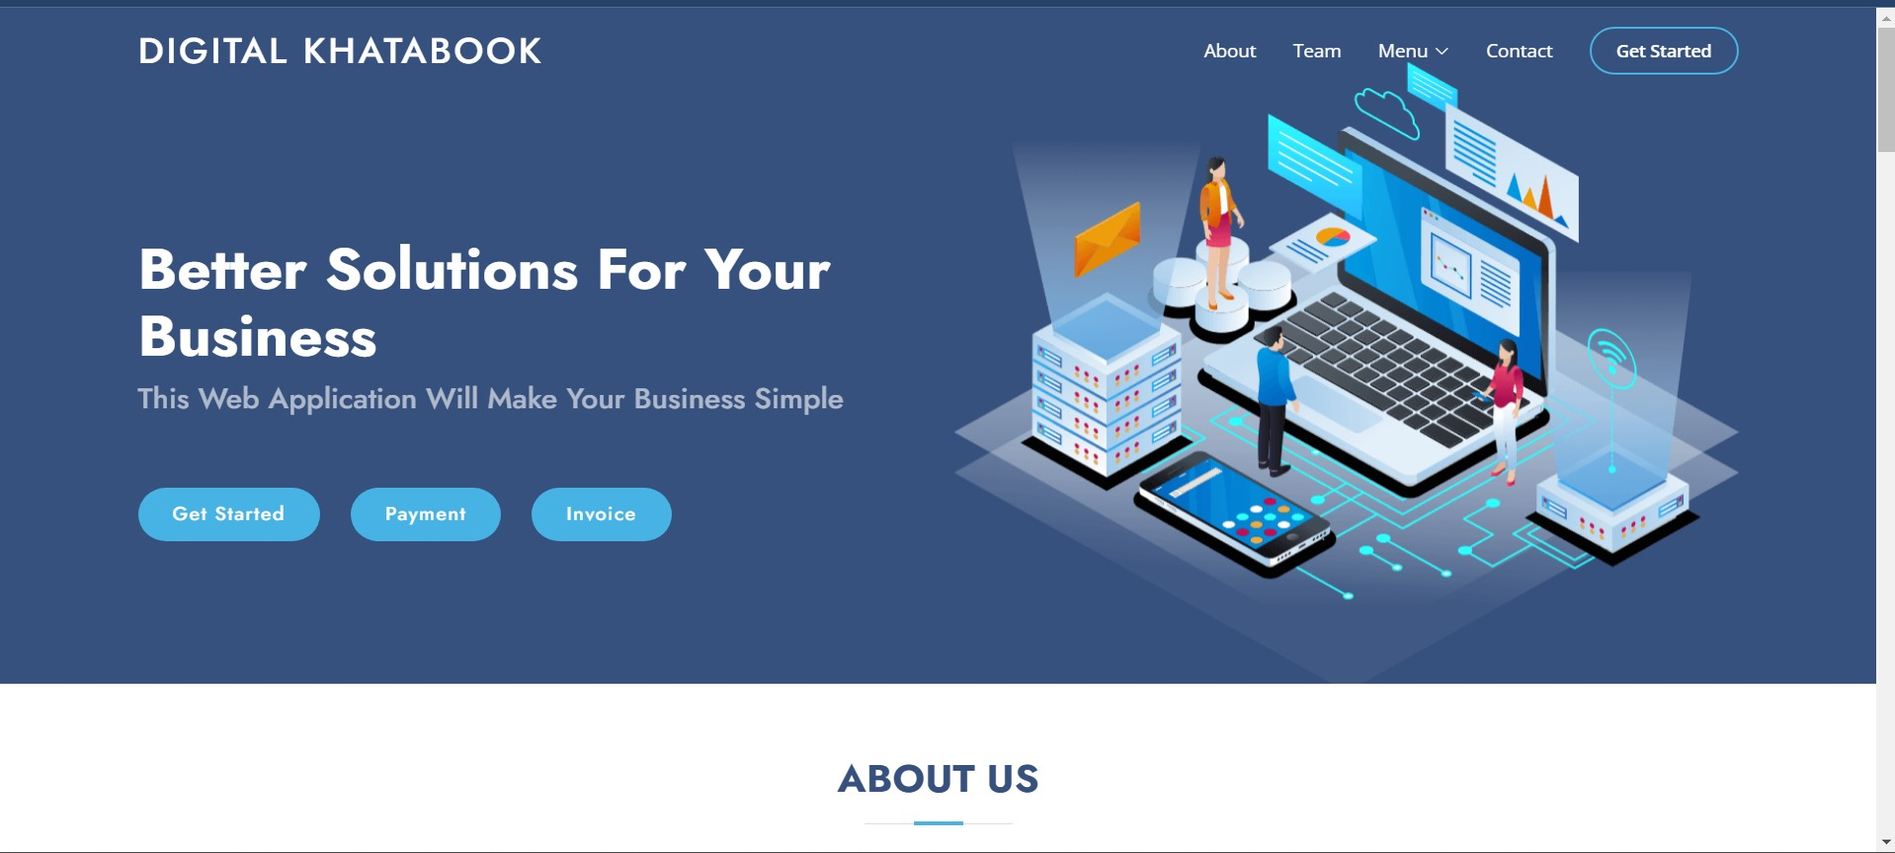 DIGITAL KHATABOOK
About
Team
Menu
Contact
Get Started
Better Solutions For Your
Business
This Web Application Will Make Your Business Simple
Get Started
Payment
Invoice
ABOUT US